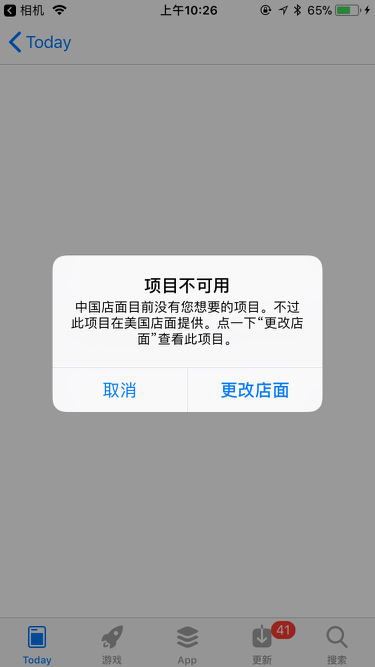 相机 上午10:26 65%
Today
项目不可用
中国店面目前没有您想要的项目。不过
此项目在美国店面提供。点一下“更改店
面”查看此项目。
取消 更改店面
41
Today 游戏 App 更新 搜索